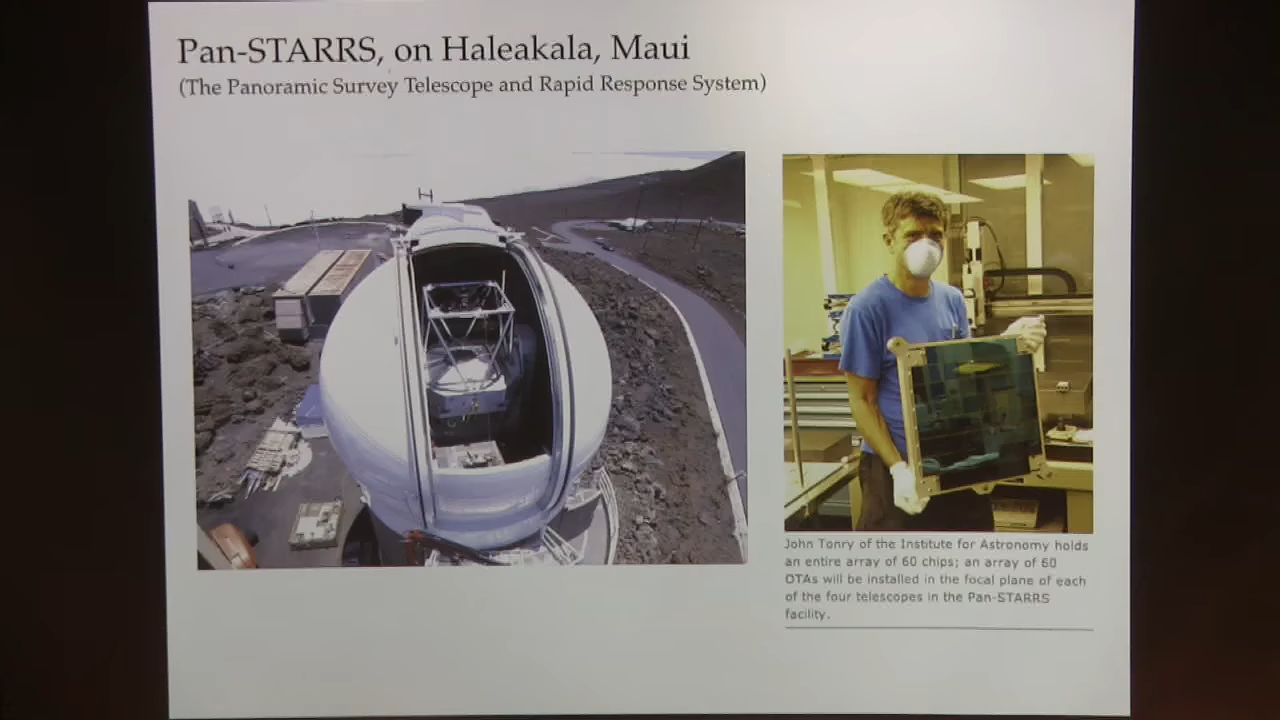 Pan-STARRS, on Haleakala, Maui
(The Panoramic Survey Telescope and Rapid Response System)
John Tonry of the Institute for Astronomy holds
an entire array of 60 chips; an array of 60
OTAs will be installed in the focal plane of each
of the four telescopes in the Pan-STARRS
facility.